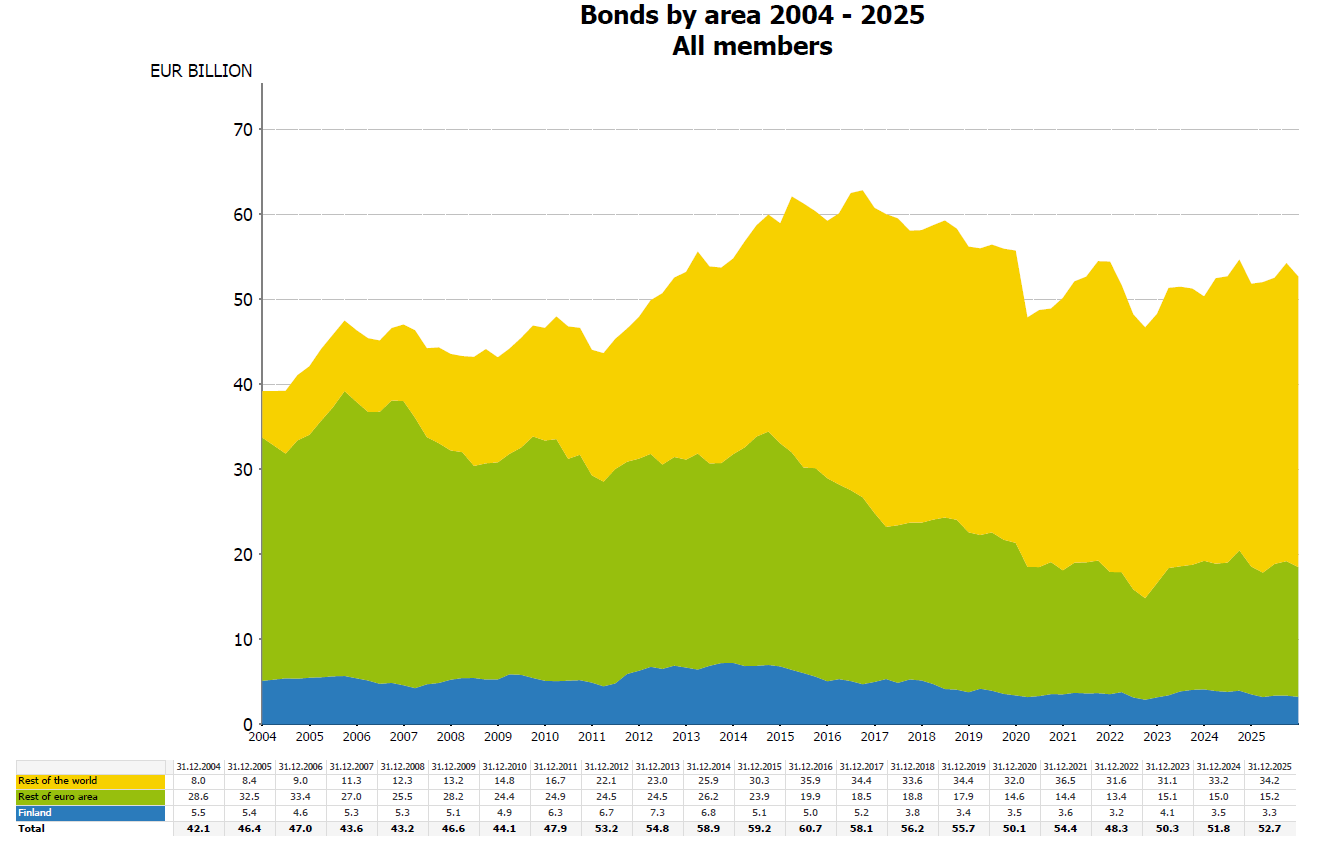 Bonds by area 2004 - 2025
All members
EUR BILLION
70
60
50
40
30
20
10
0
2004 2005 2006 2007 2008 2009 2010 2011 2012 2013 2014 2015 2016 2017 2018 2019 2020 2021 2022 2023 2024 2025
31.12.2004 31.12.2005 31.12.2006 31.12.2007 31.12.2008 31.12.2009 31.12.2010 31.12.2011 31.12.2012 31.12.2013 31.12.2014 31.12.2015 31.12.2016 31.12.2017 31.12.2018 31.12.2019 31.12.2020 31.12.2021 31.12.2022 31.12.2023 31.12.2024 31.12.2025
Rest of the world 8.0 8.4 9.0 11.3 12.3 13.2 14.8 16.7 22.1 23.0 25.9 30.3 35.9 34.4 33.6 34.4 32.0 36.5 31.6 31.1 33.2 34.2
Rest of euro area 28.6 32.5 33.4 27.0 25.5 28.2 24.4 24.9 24.5 24.5 26.2 23.9 19.9 18.5 18.8 17.9 14.6 14.4 13.4 15.1 15.0 15.2
Finland 5.5 5.4 4.6 5.3 5.3 5.1 4.9 6.3 6.7 7.3 6.8 5.1 5.0 5.2 3.8 3.4 3.5 3.6 3.2 4.1 3.5 3.3
Total 42.1 46.4 47.0 43.6 43.2 46.6 44.1 47.9 53.2 54.8 58.9 59.2 60.7 58.1 56.2 55.7 50.1 54.4 48.3 50.3 51.8 52.7